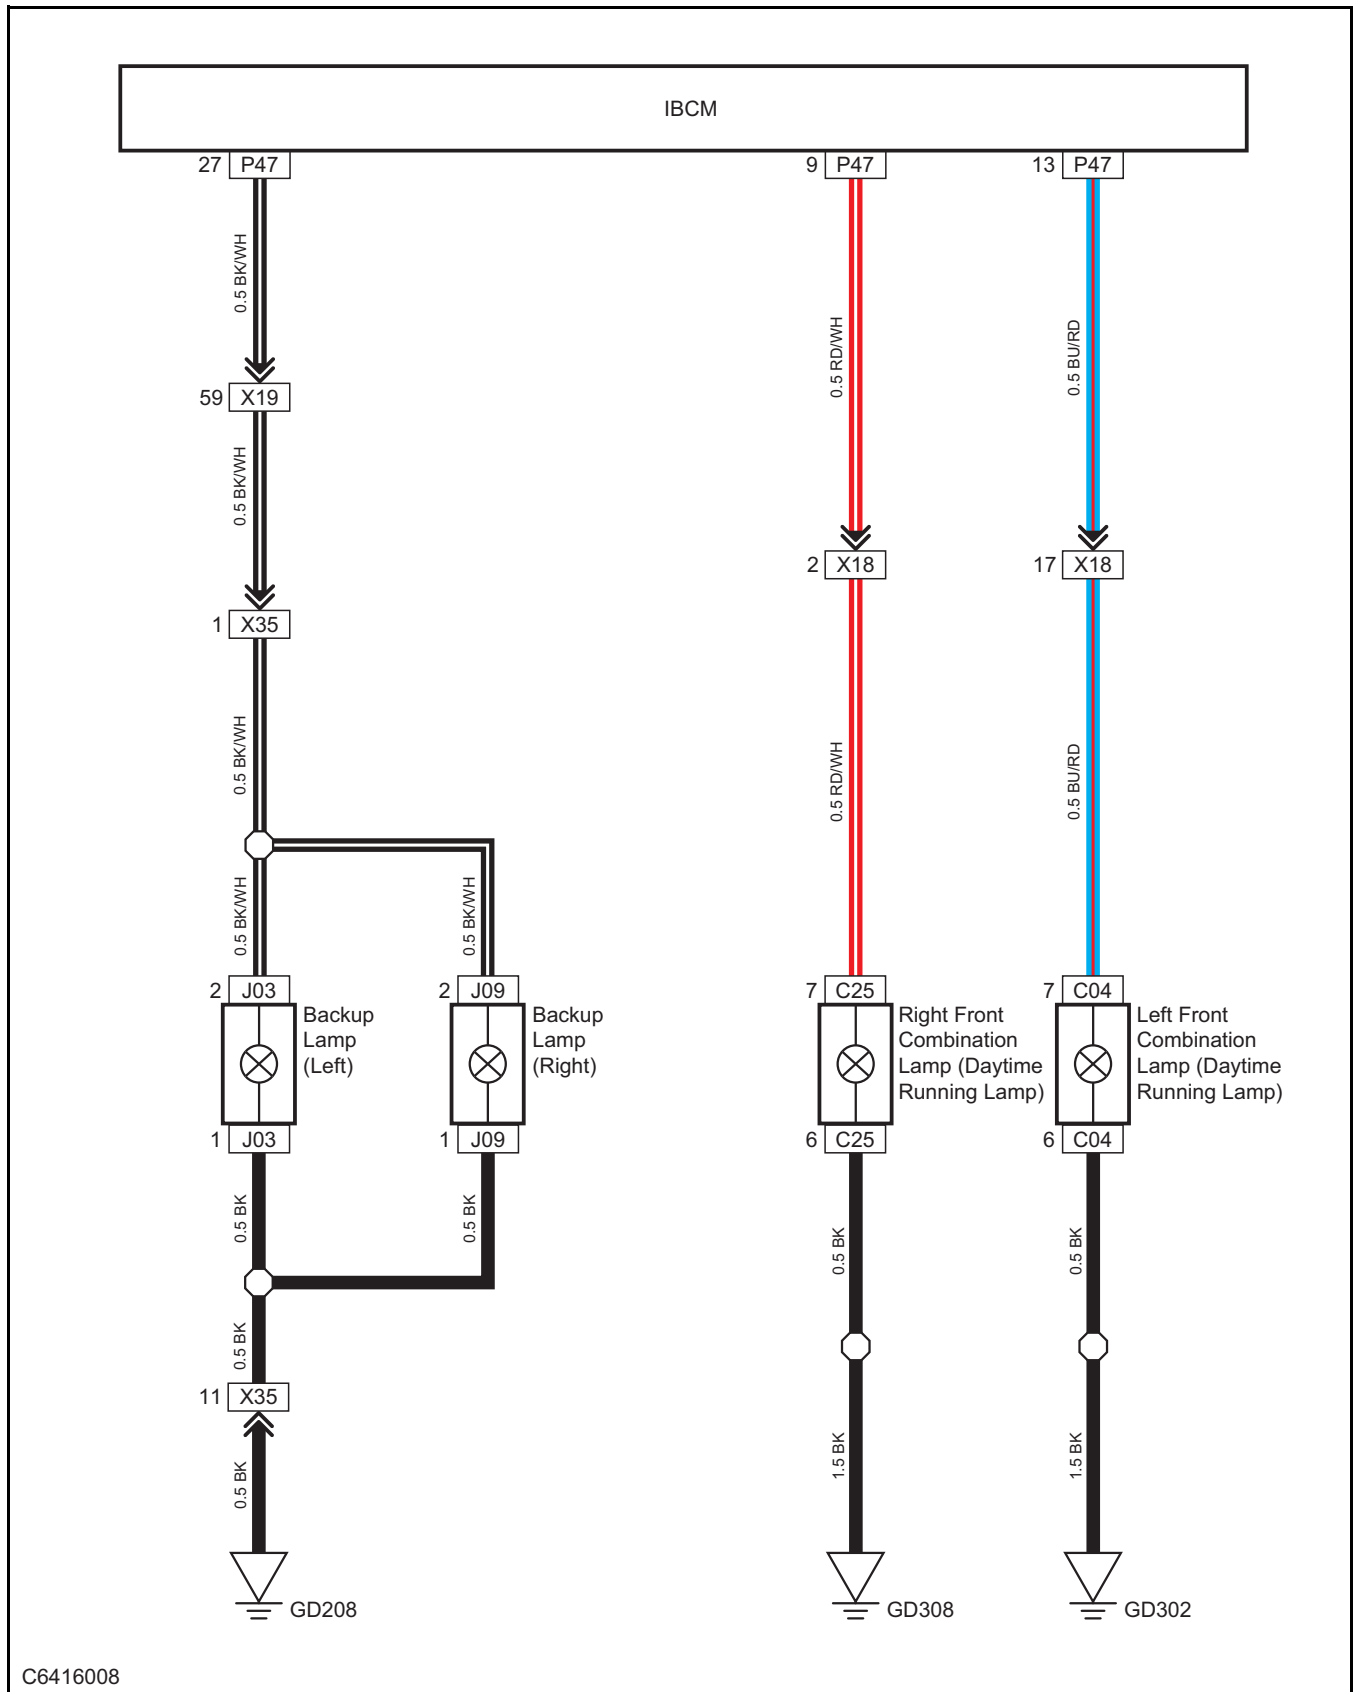 IBCM
27 P47
9 P47
13 P47
0.5 BK/WH
0.5 RD/WH
0.5 BU/RD
59 X19
0.5 BK/WH
2 X18
17 X18
1 X35
0.5 BK/WH
0.5 RD/WH
0.5 BU/RD
0.5 BK/WH
0.5 BK/WH
2 J03
2 J09
7 C25
7 C04
Backup
Lamp
(Left)
Backup
Lamp
(Right)
Right Front
Combination
Lamp (Daytime
Running Lamp)
Left Front
Combination
Lamp (Daytime
Running Lamp)
1 J03
1 J09
6 C25
6 C04
0.5 BK
0.5 BK
0.5 BK
0.5 BK
0.5 BK
11 X35
0.5 BK
1.5 BK
1.5 BK
GD208
GD308
GD302
C6416008